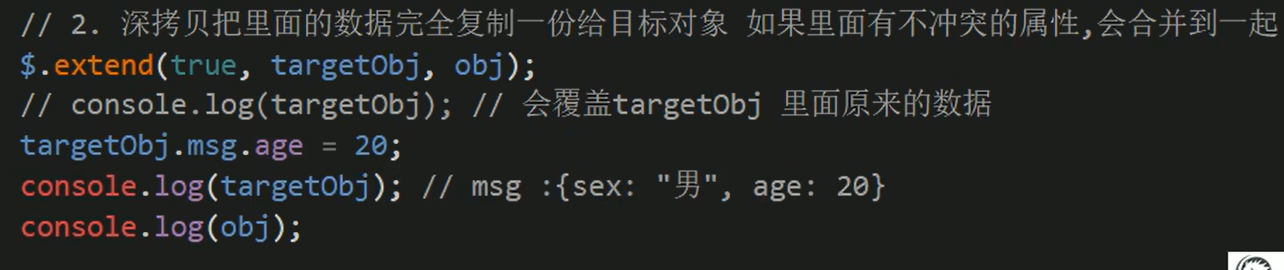 // 2. 深拷贝把里面的数据完全复制一份给目标对象 如果里面有不冲突的属性,会合并到一起
$.extend(true, targetObj, obj);
// console.log(targetObj); // 会覆盖targetObj 里面原来的数据
targetObj.msg.age = 20;
console.log(targetObj); // msg :{sex: "男", age: 20}
console.log(obj);